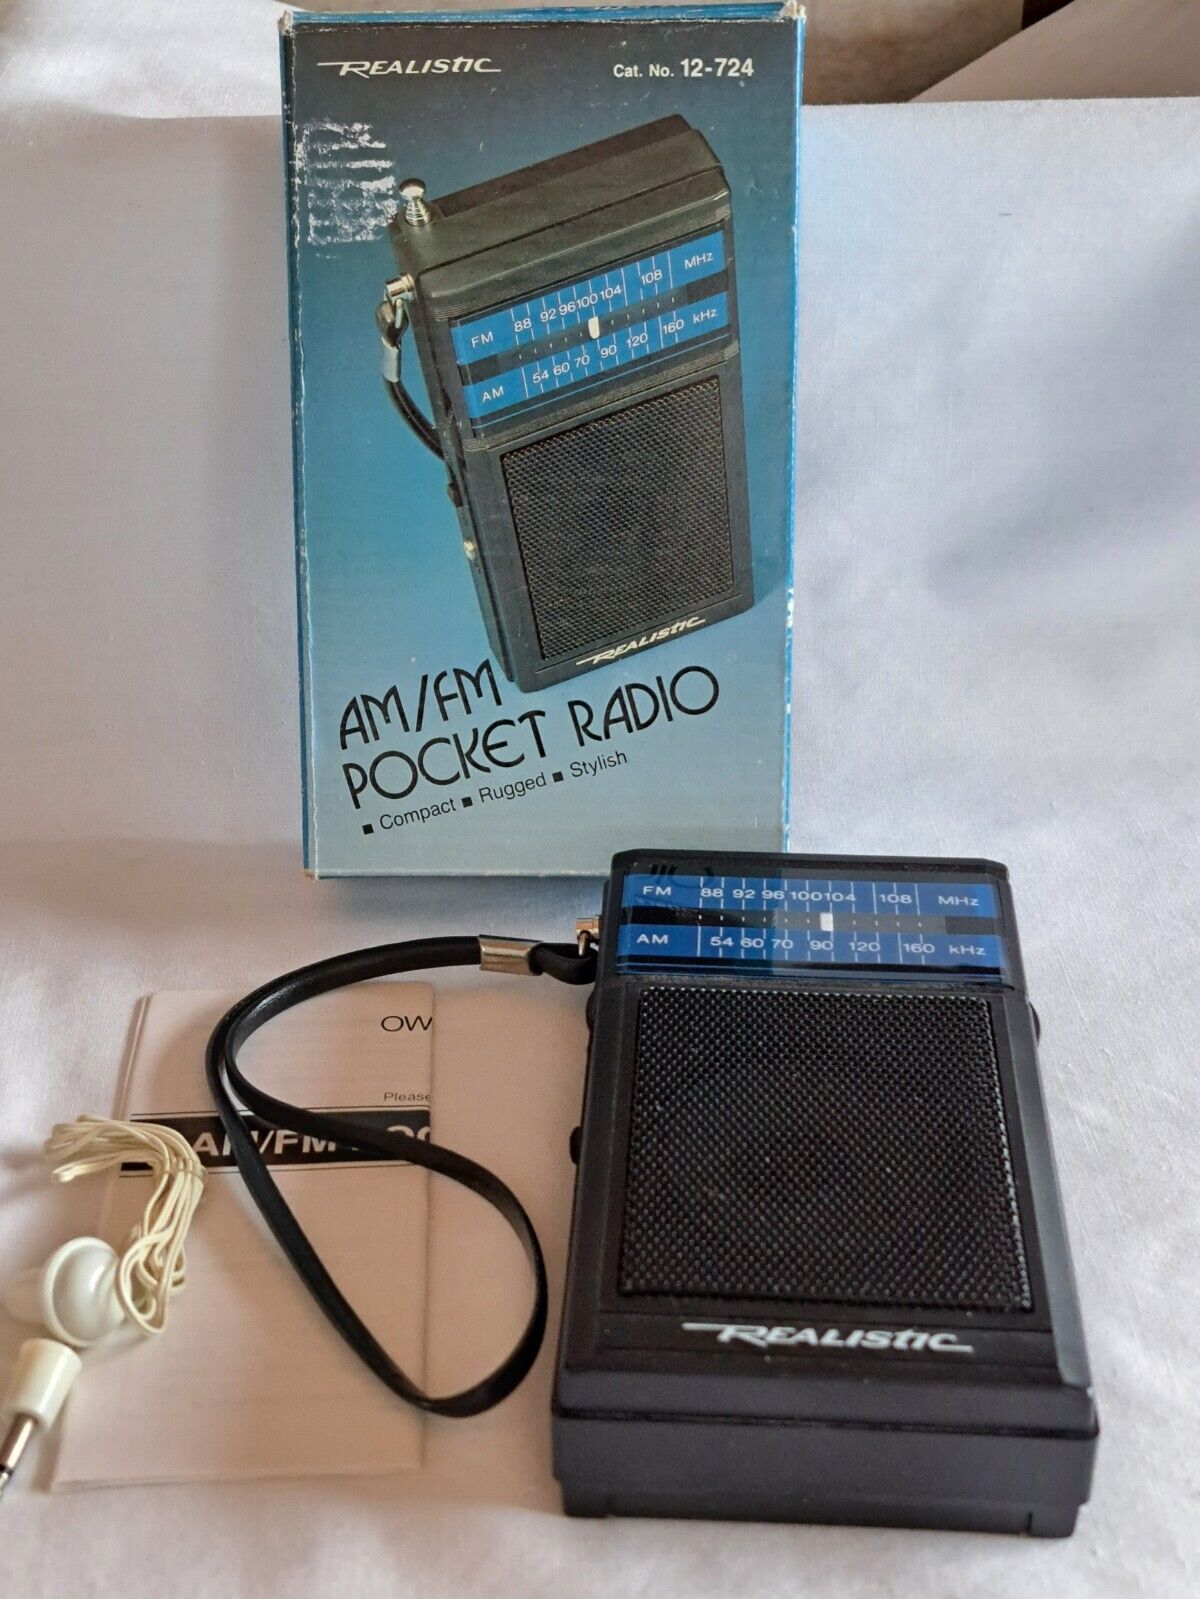 REALISTIC
Cat. No. 12-724
FM 88 92 96 100 104 108 MHz
AM 54 60 70 90 120 160 kHz
REALISTIC
AM/FM
POCKET RADIO
■ Compact ■ Rugged ■ Stylish
FM 88 92 96 100 104 108 MHz
AM 54 60 70 90 120 160 kHz
REALISTIC
OW
Please
AM/FM